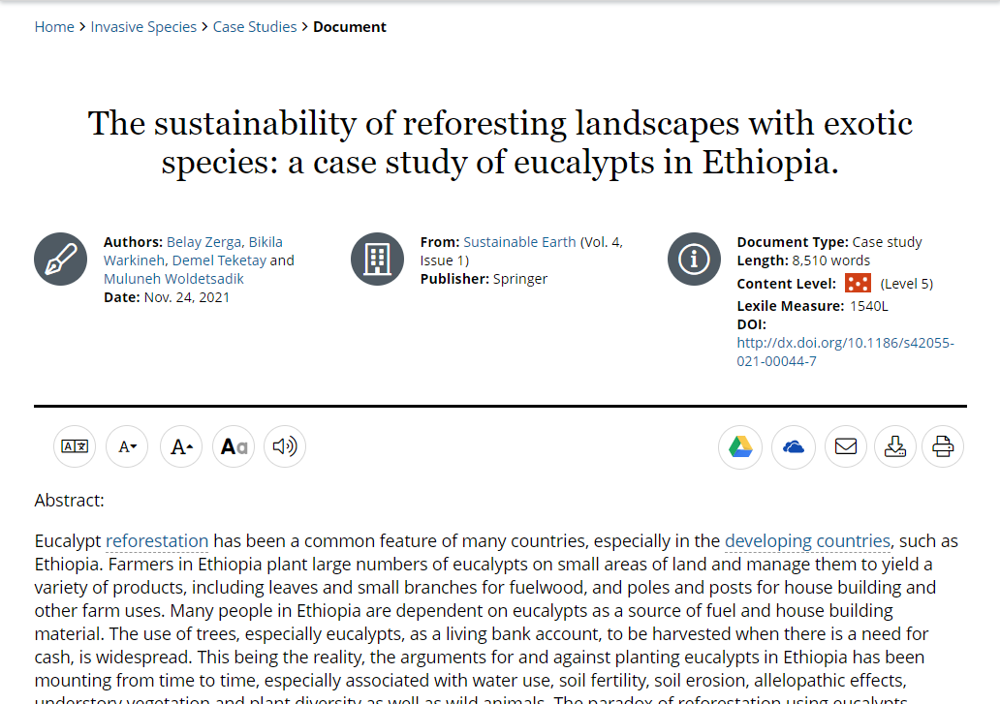 Home > Invasive Species > Case Studies > Document
The sustainability of reforesting landscapes with exotic
species: a case study of eucalypts in Ethiopia.
Authors: Belay Zerga, Bikila
Warkineh, Demel Teketay and
Muluneh Woldetsadik
Date: Nov. 24, 2021
From: Sustainable Earth (Vol. 4,
Issue 1)
Publisher: Springer
Document Type: Case study
Length: 8,510 words
Content Level: (Level 5)
Lexile Measure: 1540L
DOI:
http://dx.doi.org/10.1186/s42055-
021-00044-7
A A A Aa
Abstract:
Eucalypt reforestation has been a common feature of many countries, especially in the developing countries, such as
Ethiopia. Farmers in Ethiopia plant large numbers of eucalypts on small areas of land and manage them to yield a
variety of products, including leaves and small branches for fuelwood, and poles and posts for house building and
other farm uses. Many people in Ethiopia are dependent on eucalypts as a source of fuel and house building
material. The use of trees, especially eucalypts, as a living bank account, to be harvested when there is a need for
cash, is widespread. This being the reality, the arguments for and against planting eucalypts in Ethiopia has been
mounting from time to time, especially associated with water use, soil fertility, soil erosion, allelopathic effects,
understory vegetation and plant diversity as well as wild animals. The paradox of reforestation using eucalypts